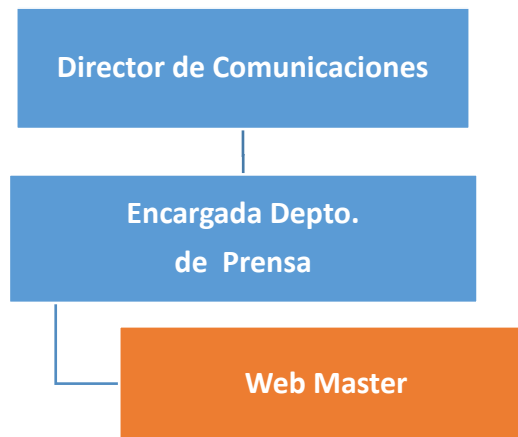 Director de Comunicaciones
Encargada Depto.
de Prensa
Web Master